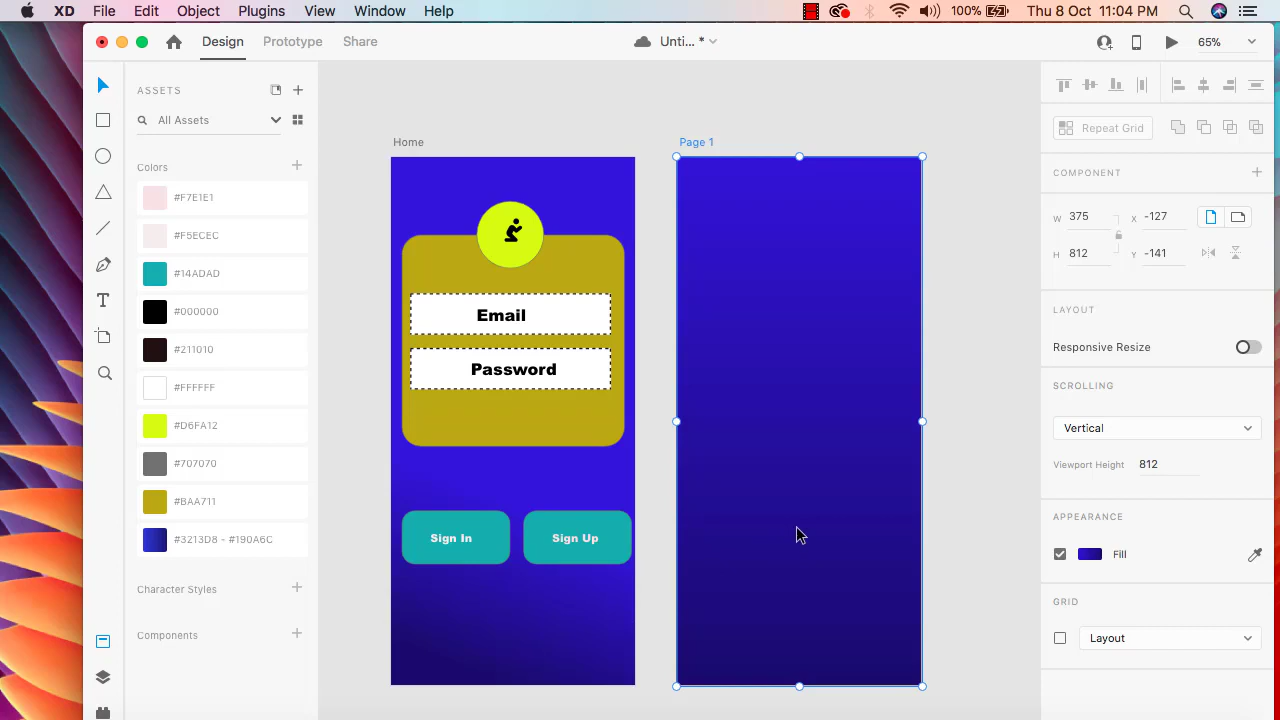 XD File Edit Object Plugins View Window Help 100% Thu 8 Oct 11:04 PM
Design Prototype Share Unti... * 65%
ASSETS
All Assets
Colors
#F7E1E1
#F5ECEC
#14ADAD
#000000
#211010
#FFFFFF
#D6FA12
#707070
#BAA711
#3213D8 - #190A6C
Character Styles
Components
Home
Email
Password
Sign In Sign Up
Page 1
Repeat Grid
COMPONENT
W 375 X -127
H 812 Y -141
LAYOUT
Responsive Resize
SCROLLING
Vertical
Viewport Height 812
APPEARANCE
Fill
GRID
Layout